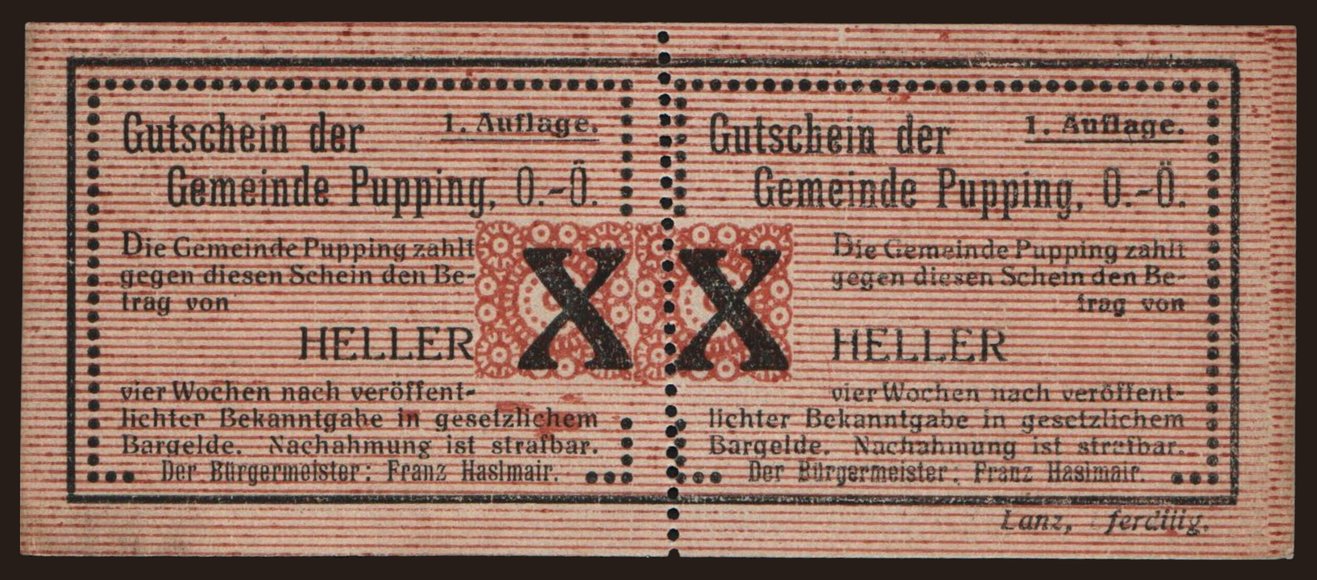 Gutschein der
1. Auflage.
Gemeinde Pupping, O.-Ö.
Die Gemeinde Pupping zahlt
gegen diesen Schein den Be-
trag von
X
HELLER
vier Wochen nach veröffent-
lichter Bekanntgabe in gesetzlichem
Bargelde. Nachahmung ist strafbar.
Der Bürgermeister: Franz Haslmair.
Gutschein der
1. Auflage.
Gemeinde Pupping, O.-Ö.
Die Gemeinde Pupping zahlt
gegen diesen Schein den Be-
trag von
X
HELLER
vier Wochen nach veröffent-
lichter Bekanntgabe in gesetzlichem
Bargelde. Nachahmung ist strafbar.
Der Bürgermeister: Franz Haslmair.
Lanz,